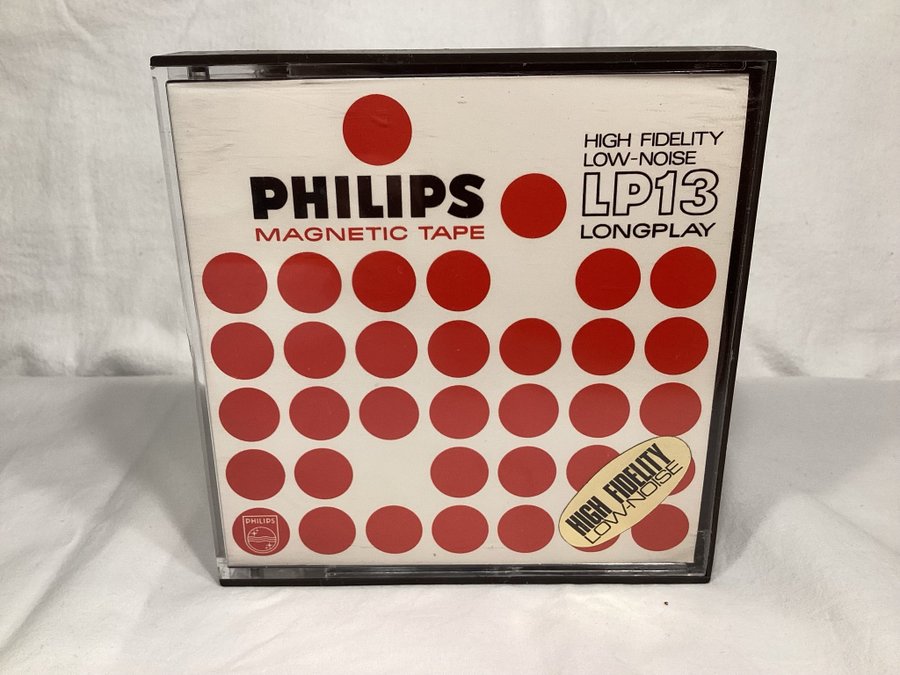 HIGH FIDELITY
LOW-NOISE
LP13
LONGPLAY
PHILIPS
MAGNETIC TAPE
HIGH FIDELITY
LOW-NOISE
PHILIPS